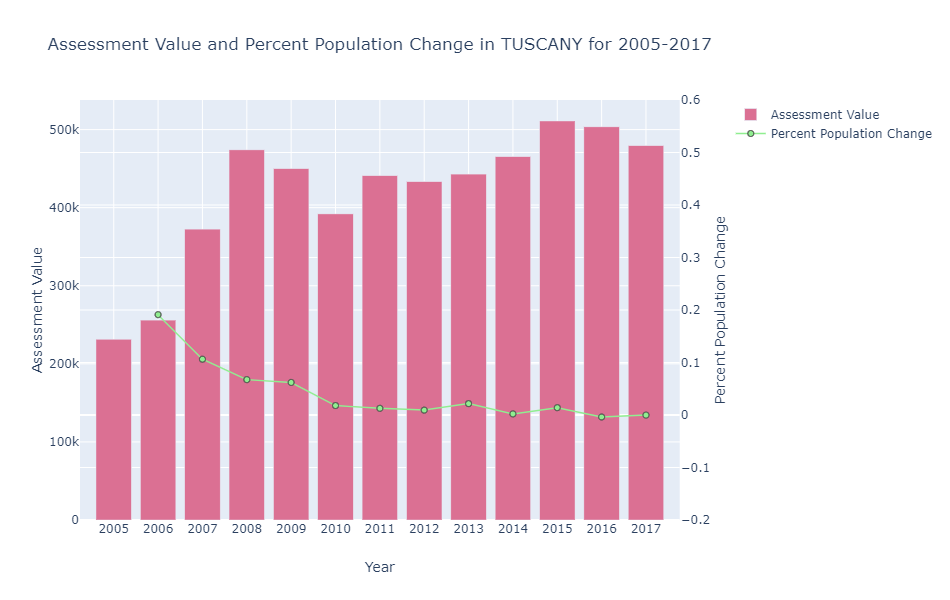 Assessment Value and Percent Population Change in TUSCANY for 2005-2017
Assessment Value
Percent Population Change
500k
400k
300k
200k
100k
0
Assessment Value
0.6
0.5
0.4
0.3
0.2
0.1
0
−0.1
−0.2
Percent Population Change
2005 2006 2007 2008 2009 2010 2011 2012 2013 2014 2015 2016 2017
Year